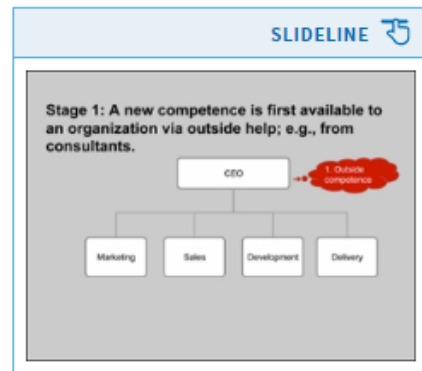 SLIDELINE
Stage 1: A new competence is first available to
an organization via outside help; e.g., from
consultants.
CEO
1. Outside
competence
Marketing
Sales
Development
Delivery